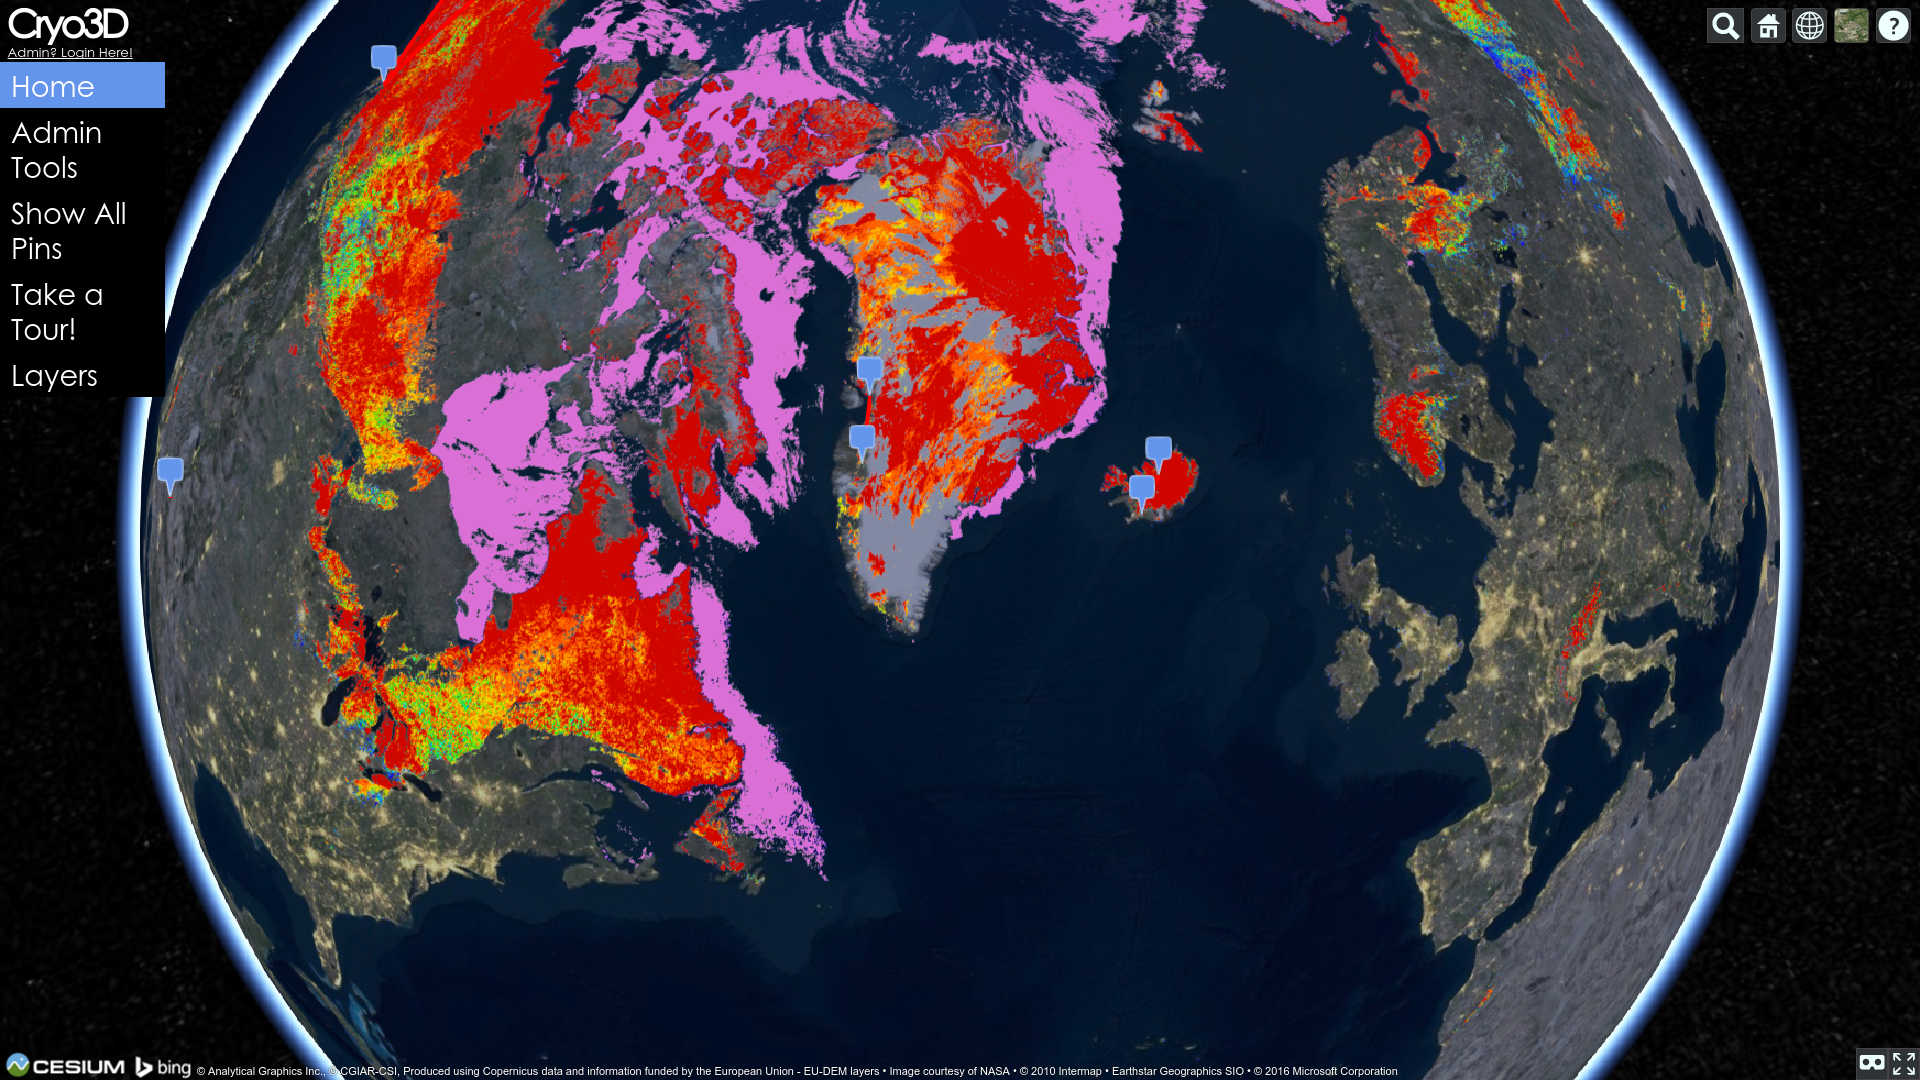 Cryo3D
Admin? Login Here!
Home
Admin
Tools
Show All
Pins
Take a
Tour!
Layers
?
CESIUM bing © Analytical Graphics Inc., © CGIAR-CSI, Produced using Copernicus data and information funded by the European Union - EU-DEM layers • Image courtesy of NASA • © 2010 Intermap • Earthstar Geographics SIO • © 2016 Microsoft Corporation